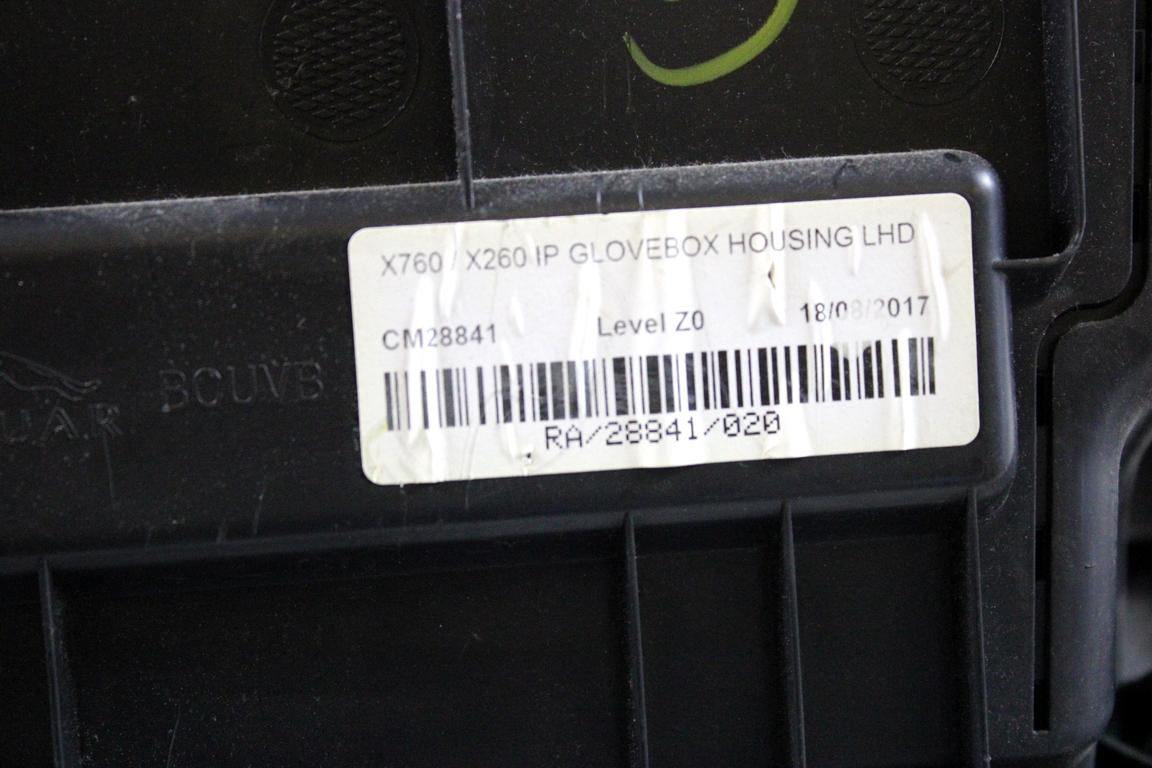 X760 / X260 IP GLOVEBOX HOUSING LHD
CM28841 Level Z0 18/08/2017
RA/28841/020
BCUVB